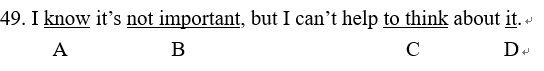 49. I know it’s not important, but I can’t help to think about it.
A B C D